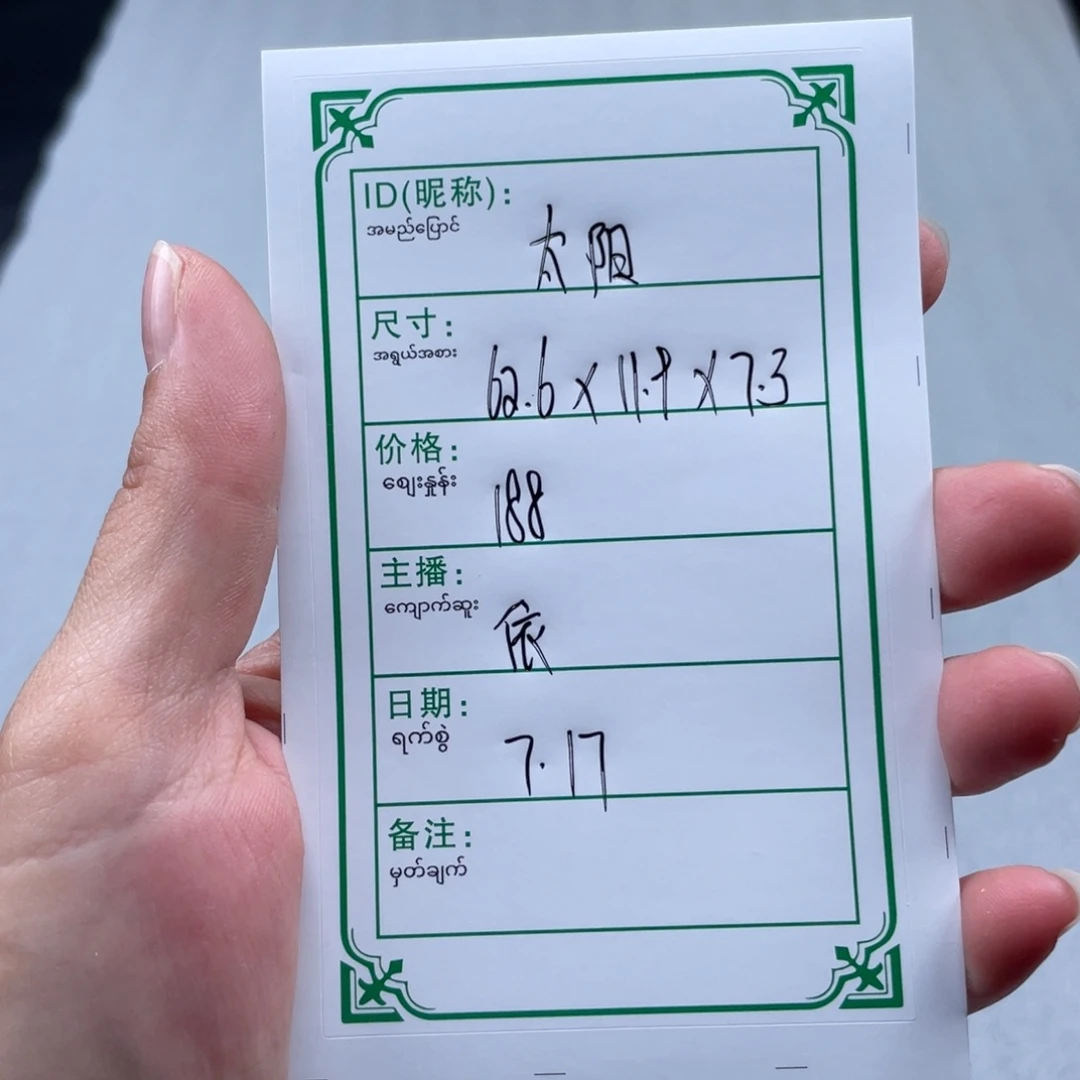 ID(昵称):
အမည်ပြောင်
太阳
尺寸:
အရွယ်အစား
62.6 x 11.9 x 7.3
价格:
ဈေးနှုန်း
188
主播:
ကျောက်ဆူး
依
日期:
ရက်စွဲ
7.17
备注:
မှတ်ချက်